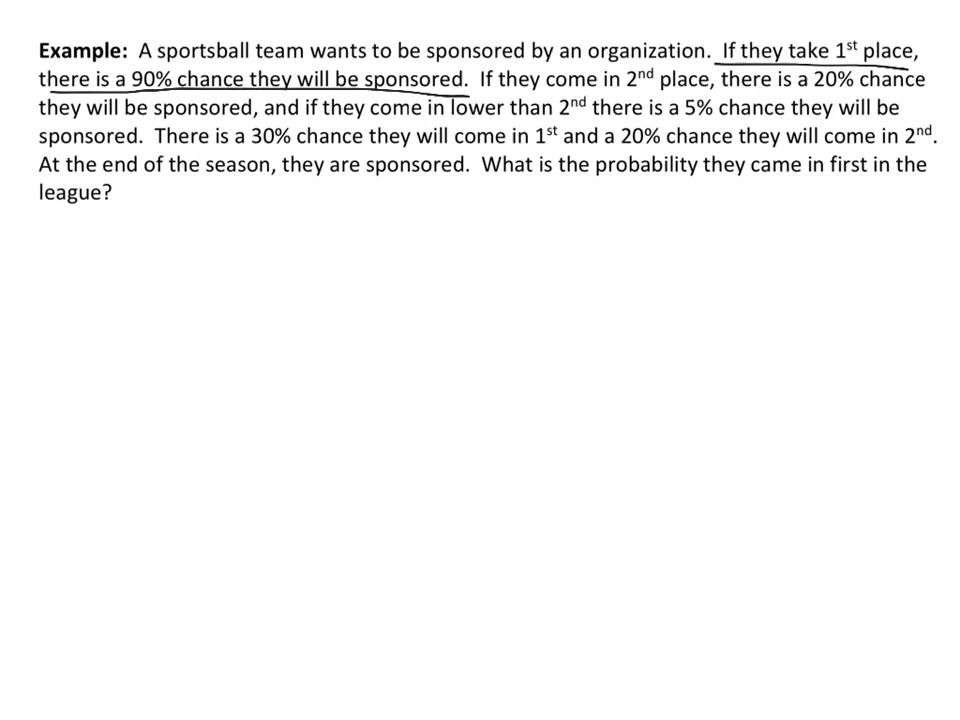 Example: A sportsball team wants to be sponsored by an organization. If they take 1st place,
there is a 90% chance they will be sponsored. If they come in 2nd place, there is a 20% chance
they will be sponsored, and if they come in lower than 2nd there is a 5% chance they will be
sponsored. There is a 30% chance they will come in 1st and a 20% chance they will come in 2nd.
At the end of the season, they are sponsored. What is the probability they came in first in the
league?